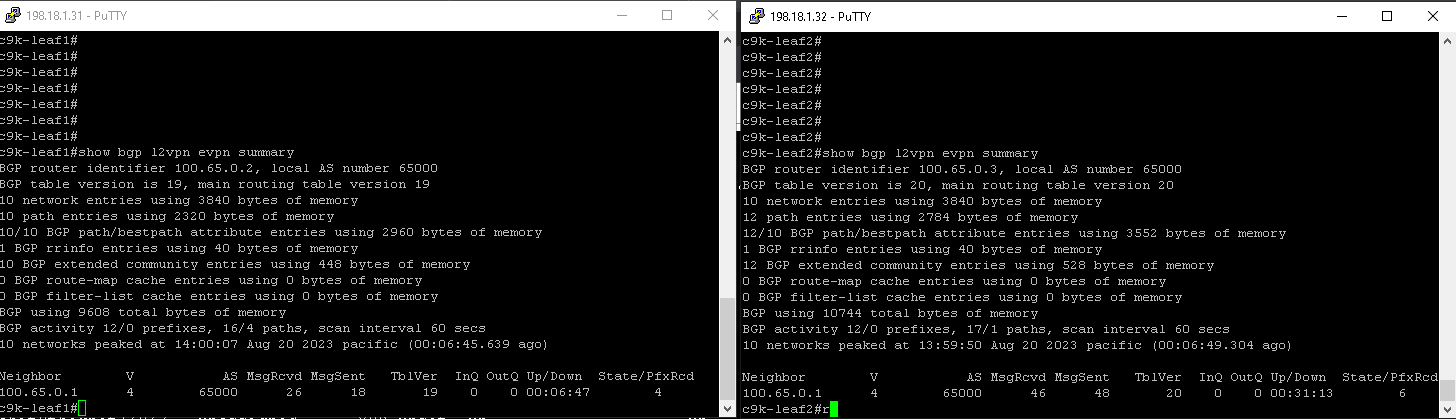 198.18.1.31 - PuTTY
c9k-leaf1#
c9k-leaf1#
c9k-leaf1#
c9k-leaf1#
c9k-leaf1#
c9k-leaf1#
c9k-leaf1#
c9k-leaf1#show bgp l2vpn evpn summary
BGP router identifier 100.65.0.2, local AS number 65000
BGP table version is 19, main routing table version 19
10 network entries using 3840 bytes of memory
10 path entries using 2320 bytes of memory
10/10 BGP path/bestpath attribute entries using 2960 bytes of memory
1 BGP rrinfo entries using 40 bytes of memory
10 BGP extended community entries using 448 bytes of memory
0 BGP route-map cache entries using 0 bytes of memory
0 BGP filter-list cache entries using 0 bytes of memory
BGP using 9608 total bytes of memory
BGP activity 12/0 prefixes, 16/4 paths, scan interval 60 secs
10 networks peaked at 14:00:07 Aug 20 2023 pacific (00:06:45.639 ago)
Neighbor V AS MsgRcvd MsgSent TblVer InQ OutQ Up/Down State/PfxRcd
100.65.0.1 4 65000 26 18 19 0 0 00:06:47 4
c9k-leaf1#
198.18.1.32 - PuTTY
c9k-leaf2#
c9k-leaf2#
c9k-leaf2#
c9k-leaf2#
c9k-leaf2#
c9k-leaf2#
c9k-leaf2#
c9k-leaf2#show bgp l2vpn evpn summary
BGP router identifier 100.65.0.3, local AS number 65000
BGP table version is 20, main routing table version 20
10 network entries using 3840 bytes of memory
12 path entries using 2784 bytes of memory
12/10 BGP path/bestpath attribute entries using 3552 bytes of memory
1 BGP rrinfo entries using 40 bytes of memory
12 BGP extended community entries using 528 bytes of memory
0 BGP route-map cache entries using 0 bytes of memory
0 BGP filter-list cache entries using 0 bytes of memory
BGP using 10744 total bytes of memory
BGP activity 12/0 prefixes, 17/1 paths, scan interval 60 secs
10 networks peaked at 13:59:50 Aug 20 2023 pacific (00:06:49.304 ago)
Neighbor V AS MsgRcvd MsgSent TblVer InQ OutQ Up/Down State/PfxRcd
100.65.0.1 4 65000 46 48 20 0 0 00:31:13 6
c9k-leaf2#r